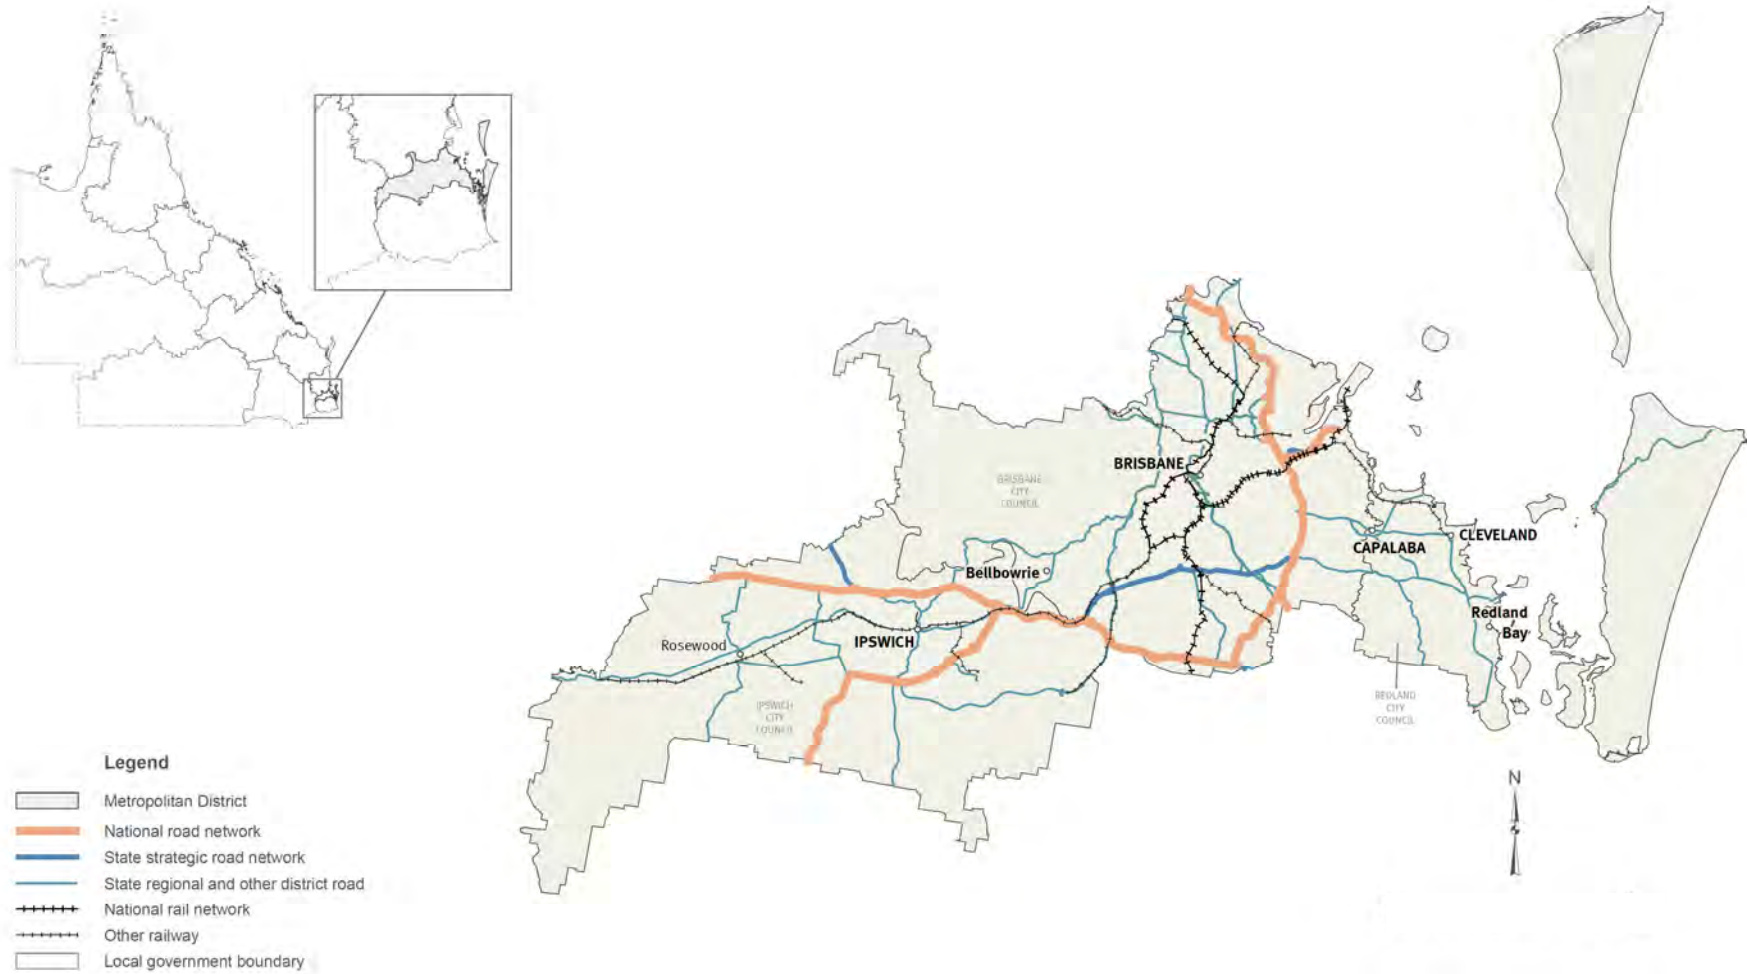 BRISBANE
BRISBANE
CITY
COUNCIL
CLEVELAND
CAPALABA
Bellbowrie
Redland
Bay
Rosewood
IPSWICH
IPSWICH
CITY
COUNCIL
REDLAND
CITY
COUNCIL
N
Legend
Metropolitan District
National road network
State strategic road network
State regional and other district road
National rail network
Other railway
Local government boundary